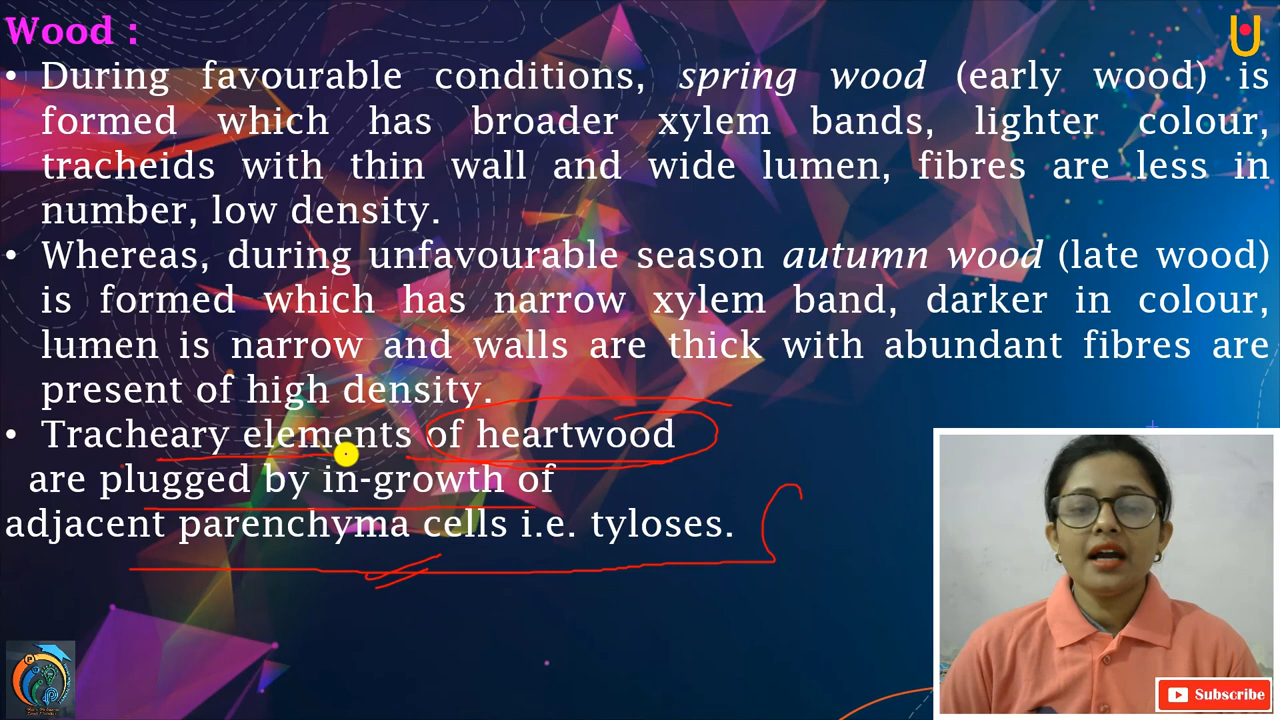 Wood :
• During favourable conditions, spring wood (early wood) is
formed which has broader xylem bands, lighter colour,
tracheids with thin wall and wide lumen, fibres are less in
number, low density.
• Whereas, during unfavourable season autumn wood (late wood)
is formed which has narrow xylem band, darker in colour,
lumen is narrow and walls are thick with abundant fibres are
present of high density.
• Tracheary elements of heartwood
are plugged by in-growth of
adjacent parenchyma cells i.e. tyloses.
Subscribe